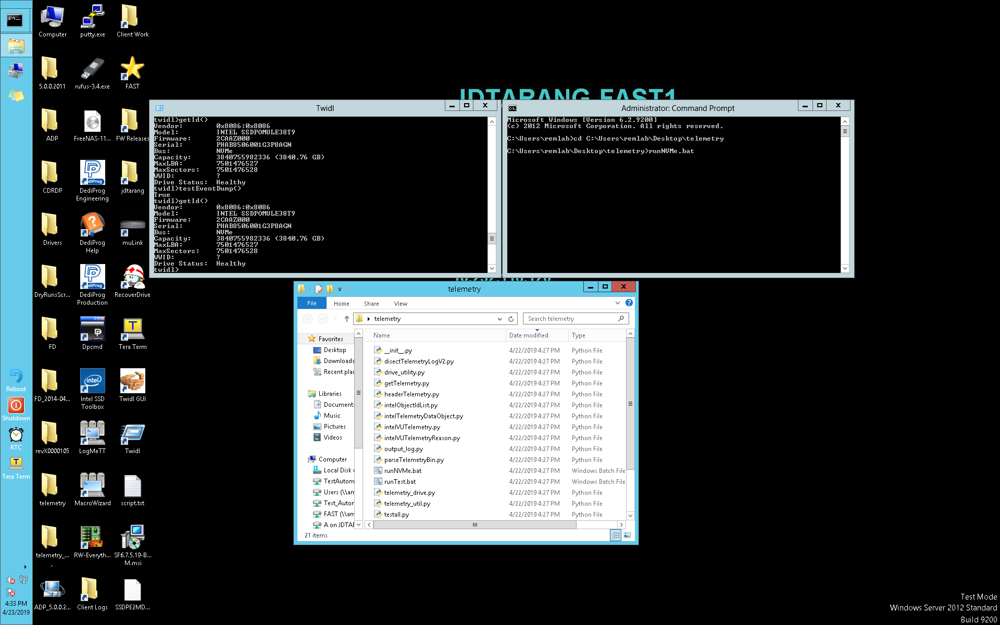 Computer
putty.exe
Client Work
5.0.0.2011
rufus-3.4.exe
FAST
ADP
FreeNAS-11...
FW Releases
CDRDP
DediProg Engineering
jdtarang
Drivers
DediProg Help
muLink
DryRunsScr...
DediProg Production
RecoverDrive
FD
Dpcmd
Tera Term
FD_2014-04...
Intel SSD Toolbox
Twidl GUI
revX0000105
LogMeTT
Twidl
telemetry
MacroWizard
script.txt
telemetry_...
RW-Everyth...
SF6.7.5.19-B...
M.msi
ADP_5.0.0.2...
Client Logs
SSDPE2MD...
Reboot
Shutdown
RTC
Tera Term
4:33 PM
4/23/2019
JDTARANG FAST1
Twidl
twidl>getId()
Vendor: 0x8086:0x8086
Model: INTEL SSDPOMULE38T9
Firmware: 2CAAZ000
Serial: PHAB8506001G3P8AGN
Bus: NVMe
Capacity: 3840755982336 (3840.76 GB)
MaxLBA: 7501476527
MaxSectors: 7501476528
WWID: ?
Drive Status: Healthy
twidl>testEventDump()
True
twidl>getId()
Vendor: 0x8086:0x8086
Model: INTEL SSDPOMULE38T9
Firmware: 2CAAZ000
Serial: PHAB8506001G3P8AGN
Bus: NVMe
Capacity: 3840755982336 (3840.76 GB)
MaxLBA: 7501476527
MaxSectors: 7501476528
WWID: ?
Drive Status: Healthy
twidl>
Administrator: Command Prompt
Microsoft Windows [Version 6.2.9200]
(c) 2012 Microsoft Corporation. All rights reserved.
C:\Users\remlab>cd C:\Users\remlab\Desktop\telemetry
C:\Users\remlab\Desktop\telemetry>runNVMe.bat
telemetry
File Home Share View
telemetry
Search telemetry
Favorites
Desktop
Downloads
Recent plac
Libraries
Document
Music
Pictures
Videos
Computer
Local Disk
TestAutom
Users (\\am
Test_Autor
FAST (\\am
A on JDTAF
Name Date modified Type
__init__.py 4/22/2019 4:27 PM Python File
disectTelemetryLogV2.py 4/22/2019 4:27 PM Python File
drive_utility.py 4/22/2019 4:27 PM Python File
getTelemetry.py 4/22/2019 4:27 PM Python File
headerTelemetry.py 4/22/2019 4:27 PM Python File
intelObjectIdList.py 4/22/2019 4:27 PM Python File
intelTelemetryDataObject.py 4/22/2019 4:27 PM Python File
intelVUTelemetry.py 4/22/2019 4:27 PM Python File
intelVUTelemetryReason.py 4/22/2019 4:27 PM Python File
output_log.py 4/22/2019 4:27 PM Python File
parseTelemetryBin.py 4/22/2019 4:27 PM Python File
runNVMe.bat 4/22/2019 4:27 PM Windows Batch File
runTest.bat 4/22/2019 4:27 PM Windows Batch File
telemetry_drive.py 4/22/2019 4:27 PM Python File
telemetry_util.py 4/22/2019 4:27 PM Python File
testall.py 4/22/2019 4:27 PM Python File
21 items
Test Mode
Windows Server 2012 Standard
Build 9200